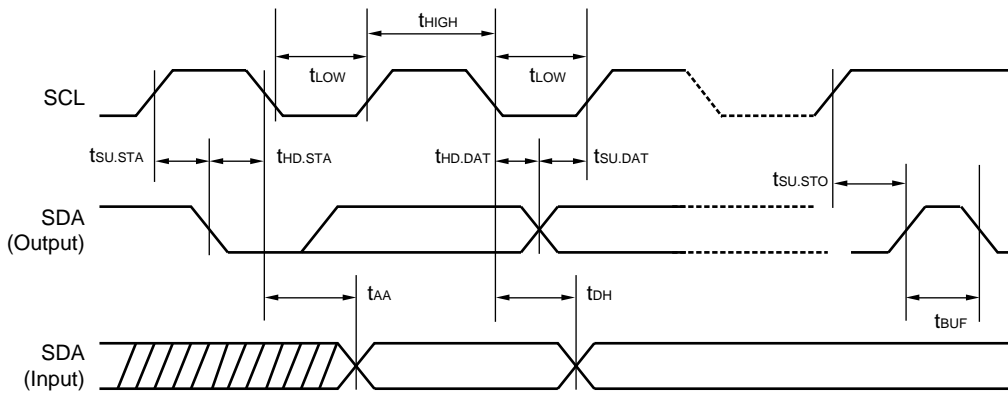 tHIGH
tLOW
tLOW
SCL
tSU.STA
tHD.STA
tHD.DAT
tSU.DAT
tSU.STO
SDA
(Output)
tAA
tDH
tBUF
SDA
(Input)